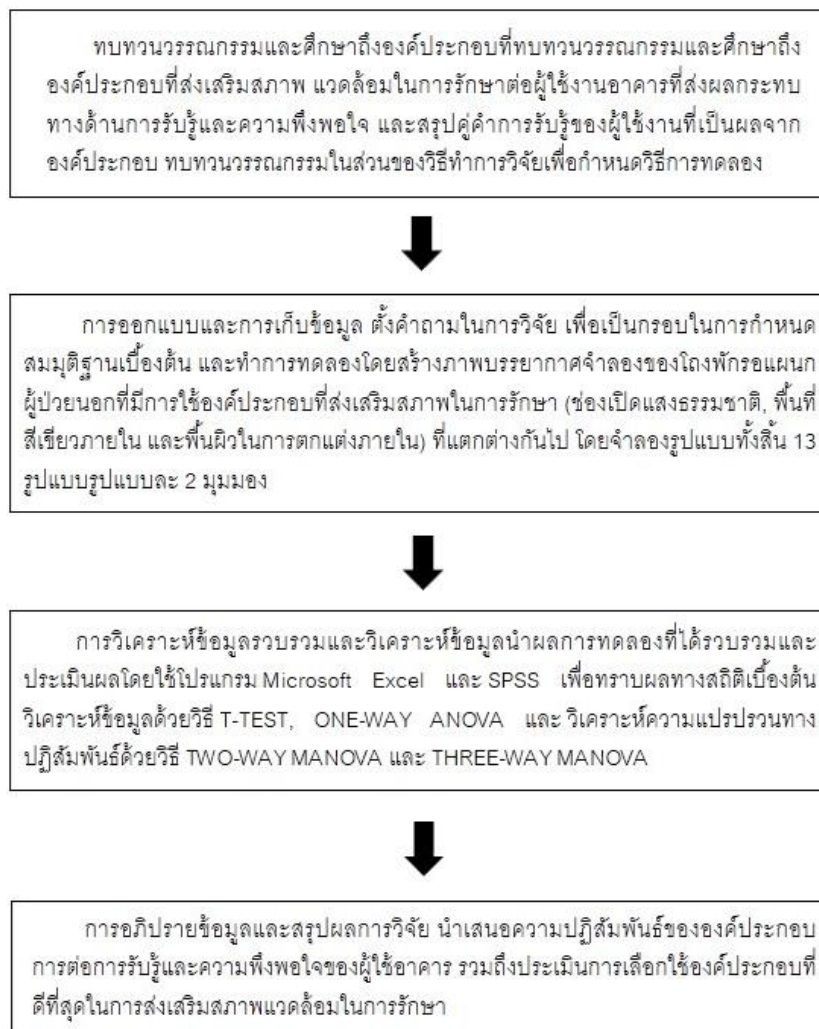 ทบทวนวรรณกรรมและศึกษาถึงองค์ประกอบที่ทบทวนวรรณกรรมและศึกษาถึง
องค์ประกอบที่ส่งเสริมสภาพ แวดล้อมในการรักษาต่อผู้ใช้งานอาคารที่ส่งผลกระทบ
ทางด้านการรับรู้และความพึงพอใจ และสรุปคู่คำการรับรู้ของผู้ใช้งานที่เป็นผลจาก
องค์ประกอบ ทบทวนวรรณกรรมในส่วนของวิธีทำการวิจัยเพื่อกำหนดวิธีการทดลอง
การออกแบบและการเก็บข้อมูล ตั้งคำถามในการวิจัย เพื่อเป็นกรอบในการกำหนด
สมมุติฐานเบื้องต้น และทำการทดลองโดยสร้างภาพบรรยากาศจำลองของโถงพักรอแผนก
ผู้ป่วยนอกที่มีการใช้องค์ประกอบที่ส่งเสริมสภาพในการรักษา (ช่องเปิดแสงธรรมชาติ, พื้นที่
สีเขียวภายใน และพื้นผิวในการตกแต่งภายใน) ที่แตกต่างกันไป โดยจำลองรูปแบบทั้งสิ้น 13
รูปแบบรูปแบบละ 2 มุมมอง
การวิเคราะห์ข้อมูลรวบรวมและวิเคราะห์ข้อมูลนำผลการทดลองที่ได้รวบรวมและ
ประเมินผลโดยใช้โปรแกรม Microsoft Excel และ SPSS เพื่อทราบผลทางสถิติเบื้องต้น
วิเคราะห์ข้อมูลด้วยวิธี T-TEST, ONE-WAY ANOVA และ วิเคราะห์ความแปรปรวนทาง
ปฏิสัมพันธ์ด้วยวิธี TWO-WAY MANOVA และ THREE-WAY MANOVA
การอภิปรายข้อมูลและสรุปผลการวิจัย นำเสนอความปฏิสัมพันธ์ขององค์ประกอบ
การต่อการรับรู้และความพึงพอใจของผู้ใช้อาคาร รวมถึงประเมินการเลือกใช้องค์ประกอบที่
ดีที่สุดในการส่งเสริมสภาพแวดล้อมในการรักษา